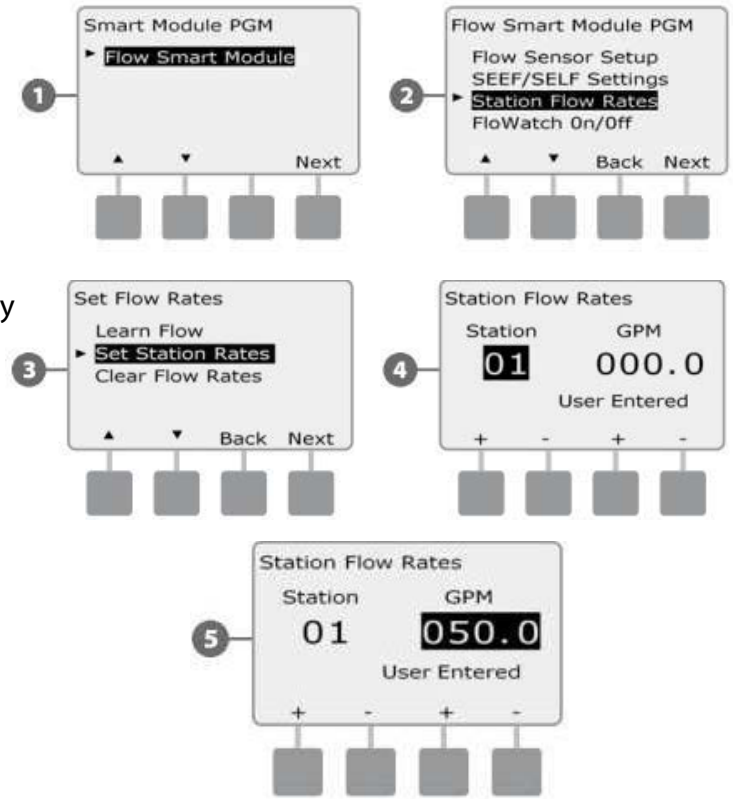 1
Smart Module PGM
► Flow Smart Module
▲ ▼ Next
2
Flow Smart Module PGM
Flow Sensor Setup
SEEF/SELF Settings
► Station Flow Rates
FloWatch On/Off
▲ ▼ Back Next
y
3
Set Flow Rates
Learn Flow
► Set Station Rates
Clear Flow Rates
▲ ▼ Back Next
4
Station Flow Rates
Station GPM
01 000.0
User Entered
+ - + -
5
Station Flow Rates
Station GPM
01 050.0
User Entered
+ - + -